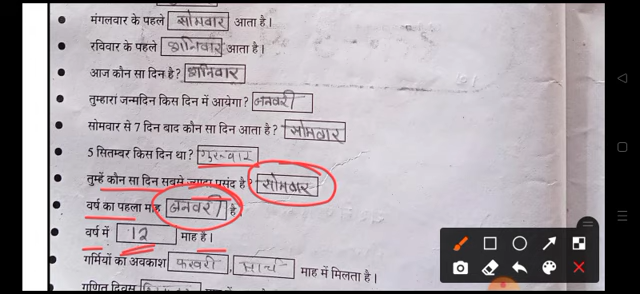 मंगलवार के पहले सोमवार आता है।
रविवार के पहले शनिवार आता है।
आज कौन सा दिन है? शनिवार
तुम्हारा जन्मदिन किस दिन में आयेगा? जनवरी
सोमवार से 7 दिन बाद कौन सा दिन आता है? सोमवार
5 सितम्बर किस दिन था? गुरुवार
तुम्हें कौन सा दिन सबसे ज्यादा पसंद है? सोमवार
वर्ष का पहला माह जनवरी है
वर्ष में 12 माह है।
गर्मियों का अवकाश फरवरी, मार्च माह में मिलता है।
गणित दिवस